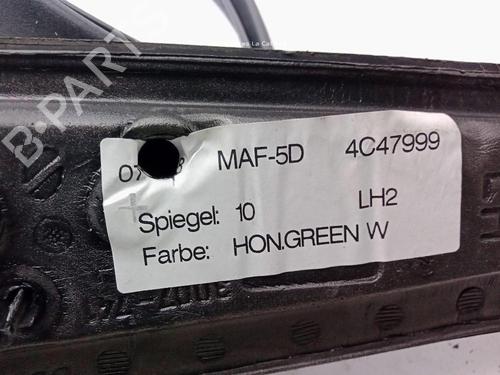 MAF-5D 4C47999
Spiegel: 10 LH2
Farbe: HON.GREEN W
B-PARTS